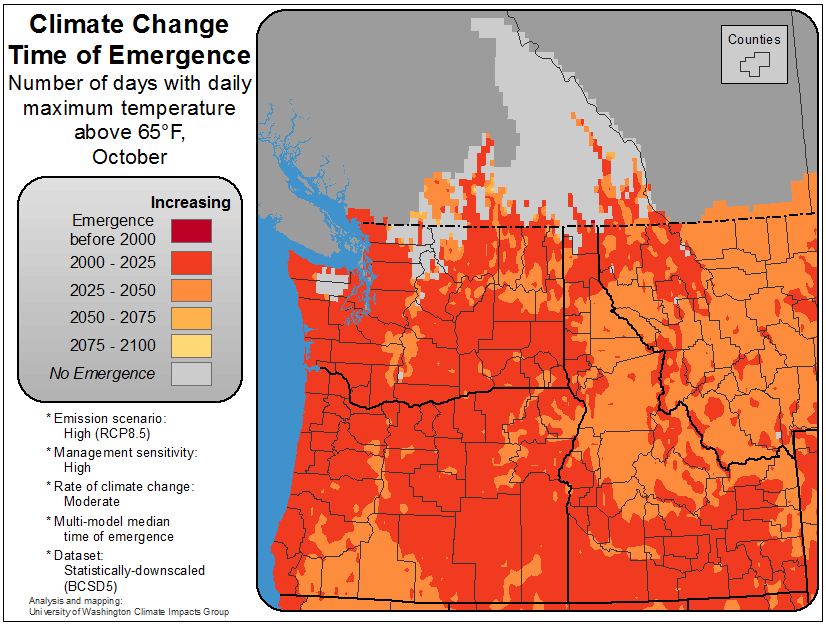 Climate Change
Time of Emergence
Number of days with daily
maximum temperature
above 65°F,
October
Counties
Increasing
Emergence
before 2000
2000 - 2025
2025 - 2050
2050 - 2075
2075 - 2100
No Emergence
* Emission scenario:
High (RCP8.5)
* Management sensitivity:
High
* Rate of climate change:
Moderate
* Multi-model median
time of emergence
* Dataset:
Statistically-downscaled
(BCSD5)
Analysis and mapping:
University of Washington Climate Impacts Group